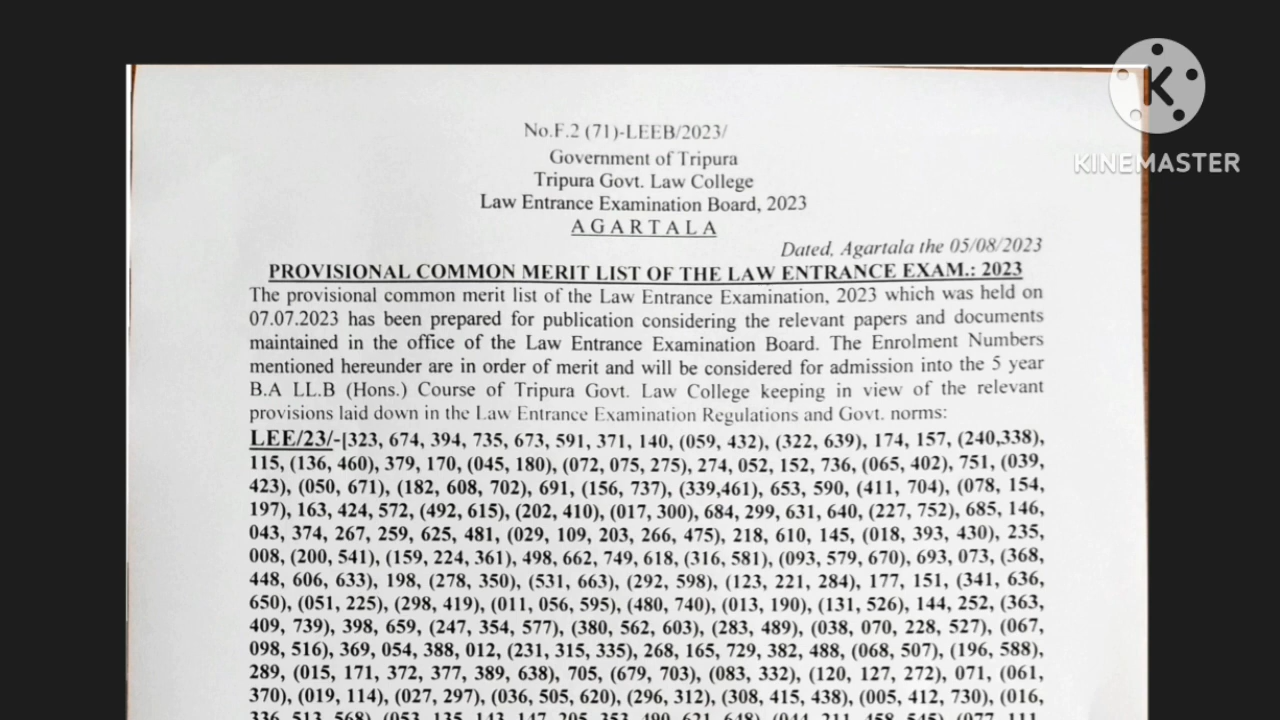 No.F.2 (71)-LEEB/2023/
Government of Tripura
Tripura Govt. Law College
Law Entrance Examination Board, 2023
AGARTALA
Dated, Agartala the 05/08/2023
PROVISIONAL COMMON MERIT LIST OF THE LAW ENTRANCE EXAM.: 2023
The provisional common merit list of the Law Entrance Examination, 2023 which was held on
07.07.2023 has been prepared for publication considering the relevant papers and documents
maintained in the office of the Law Entrance Examination Board. The Enrolment Numbers
mentioned hereunder are in order of merit and will be considered for admission into the 5 year
B.A LL.B (Hons.) Course of Tripura Govt. Law College keeping in view of the relevant
provisions laid down in the Law Entrance Examination Regulations and Govt. norms:
LEE/23/-[323, 674, 394, 735, 673, 591, 371, 140, (059, 432), (322, 639), 174, 157, (240,338),
115, (136, 460), 379, 170, (045, 180), (072, 075, 275), 274, 052, 152, 736, (065, 402), 751, (039,
423), (050, 671), (182, 608, 702), 691, (156, 737), (339,461), 653, 590, (411, 704), (078, 154,
197), 163, 424, 572, (492, 615), (202, 410), (017, 300), 684, 299, 631, 640, (227, 752), 685, 146,
043, 374, 267, 259, 625, 481, (029, 109, 203, 266, 475), 218, 610, 145, (018, 393, 430), 235,
008, (200, 541), (159, 224, 361), 498, 662, 749, 618, (316, 581), (093, 579, 670), 693, 073, (368,
448, 606, 633), 198, (278, 350), (531, 663), (292, 598), (123, 221, 284), 177, 151, (341, 636,
650), (051, 225), (298, 419), (011, 056, 595), (480, 740), (013, 190), (131, 526), 144, 252, (363,
409, 739), 398, 659, (247, 354, 577), (380, 562, 603), (283, 489), (038, 070, 228, 527), (067,
098, 516), 369, 054, 388, 012, (231, 315, 335), 268, 165, 729, 382, 488, (068, 507), (196, 588),
289, (015, 171, 372, 377, 389, 638), 705, (679, 703), (083, 332), (120, 127, 272), 071, (061,
370), (019, 114), (027, 297), (036, 505, 620), (296, 312), (308, 415, 438), (005, 412, 730), (016,
KINEMASTER